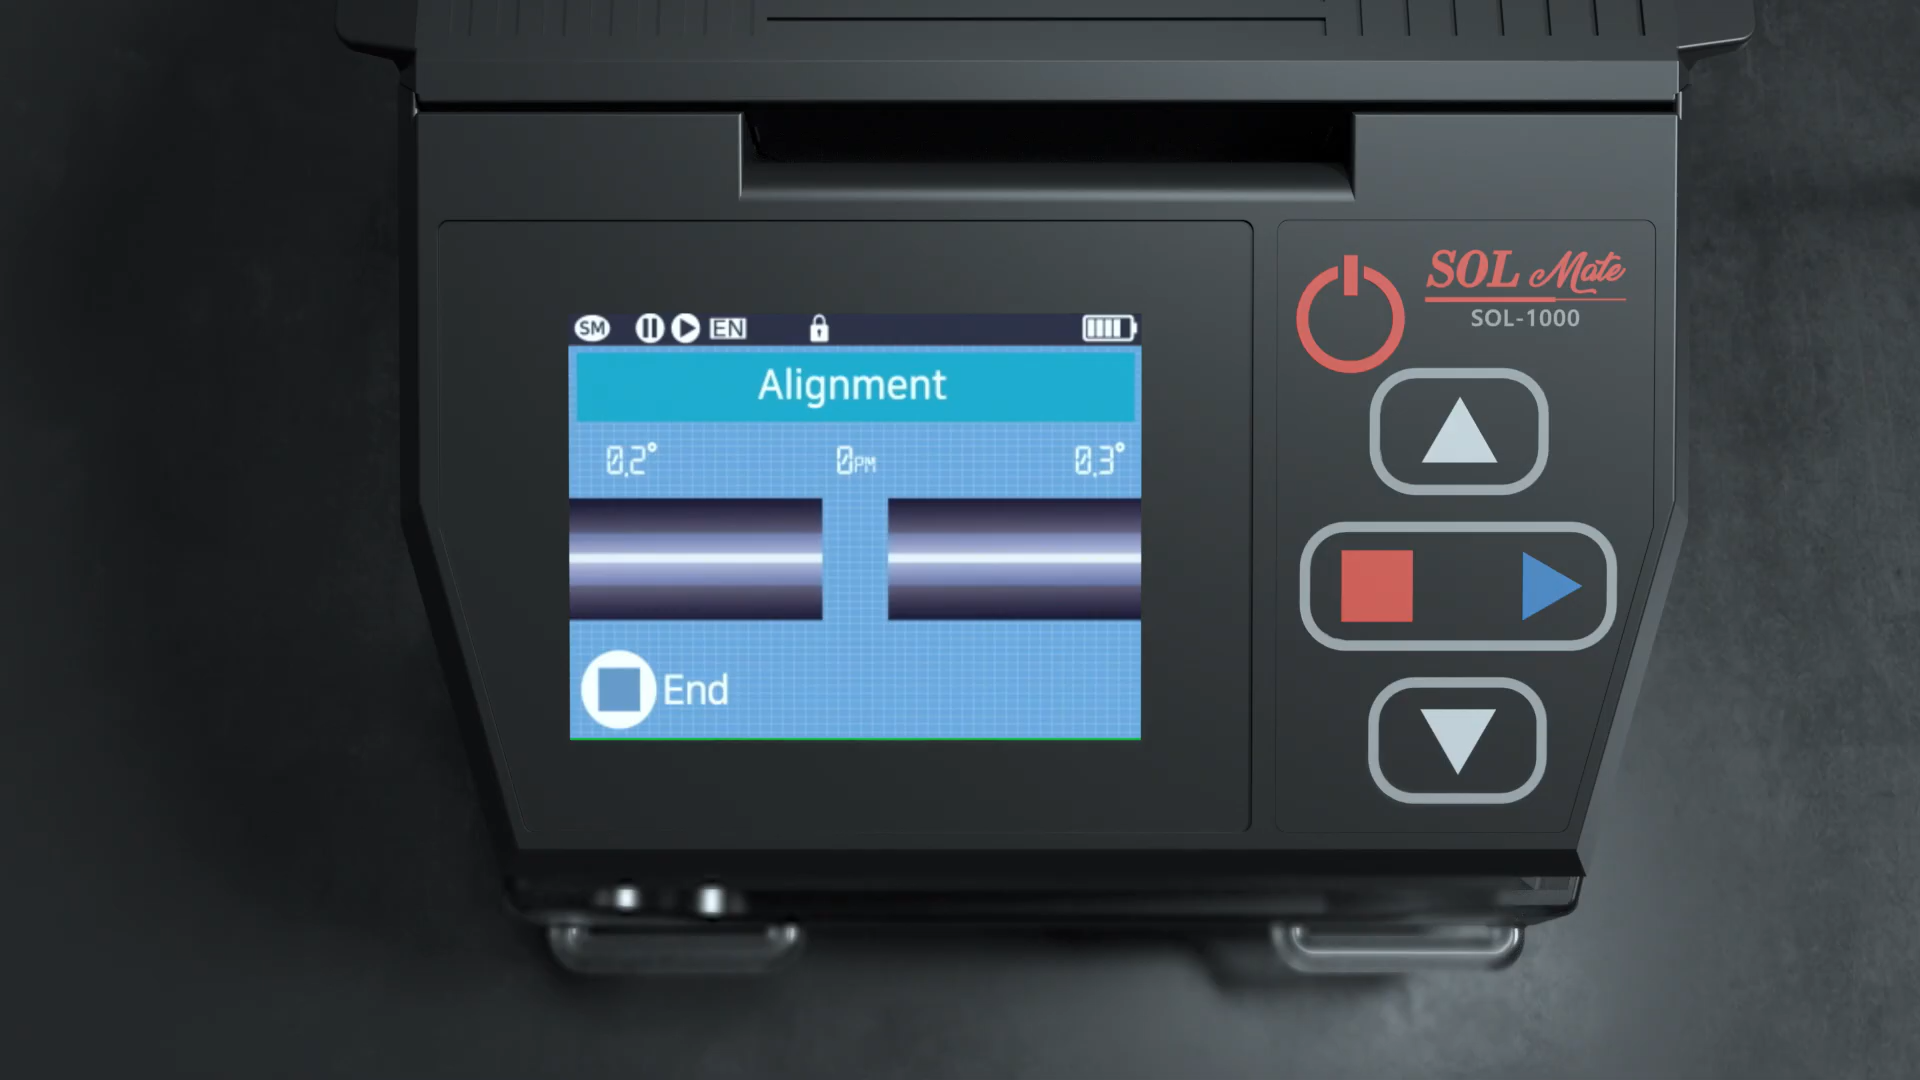 SOL Mate
SOL-1000
SM EN
Alignment
0.2° 0PM 0.3°
End